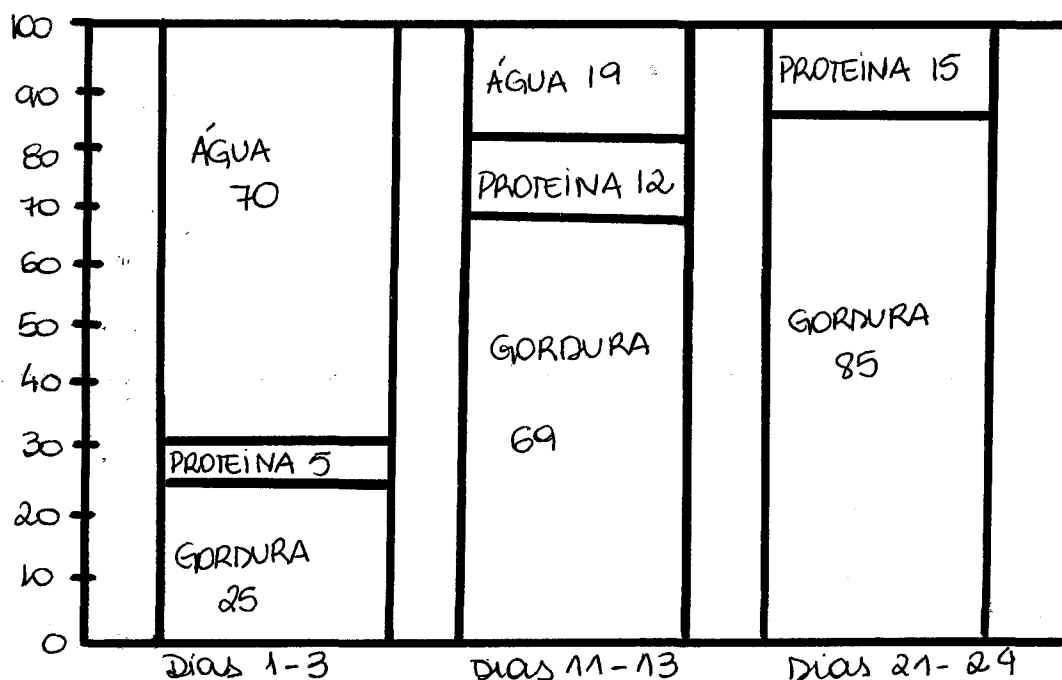 100
90
80
70
60
50
40
30
20
10
0
ÁGUA
70
PROTEINA 5
GORDURA
25
ÁGUA 19
PROTEINA 12
GORDURA
69
PROTEINA 15
GORDURA
85
Dias 1-3
Dias 11-13
Dias 21-24